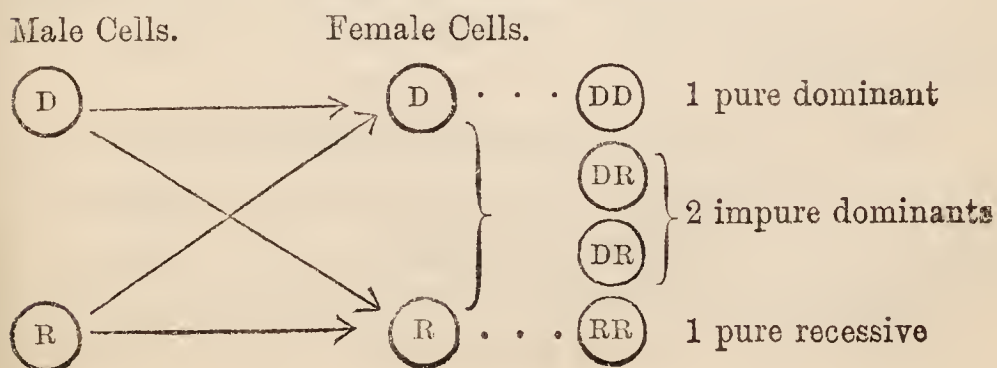 Male Cells. Female Cells.
D D · · · DD 1 pure dominant
DR
2 impure dominants
DR
R R · · · RR 1 pure recessive